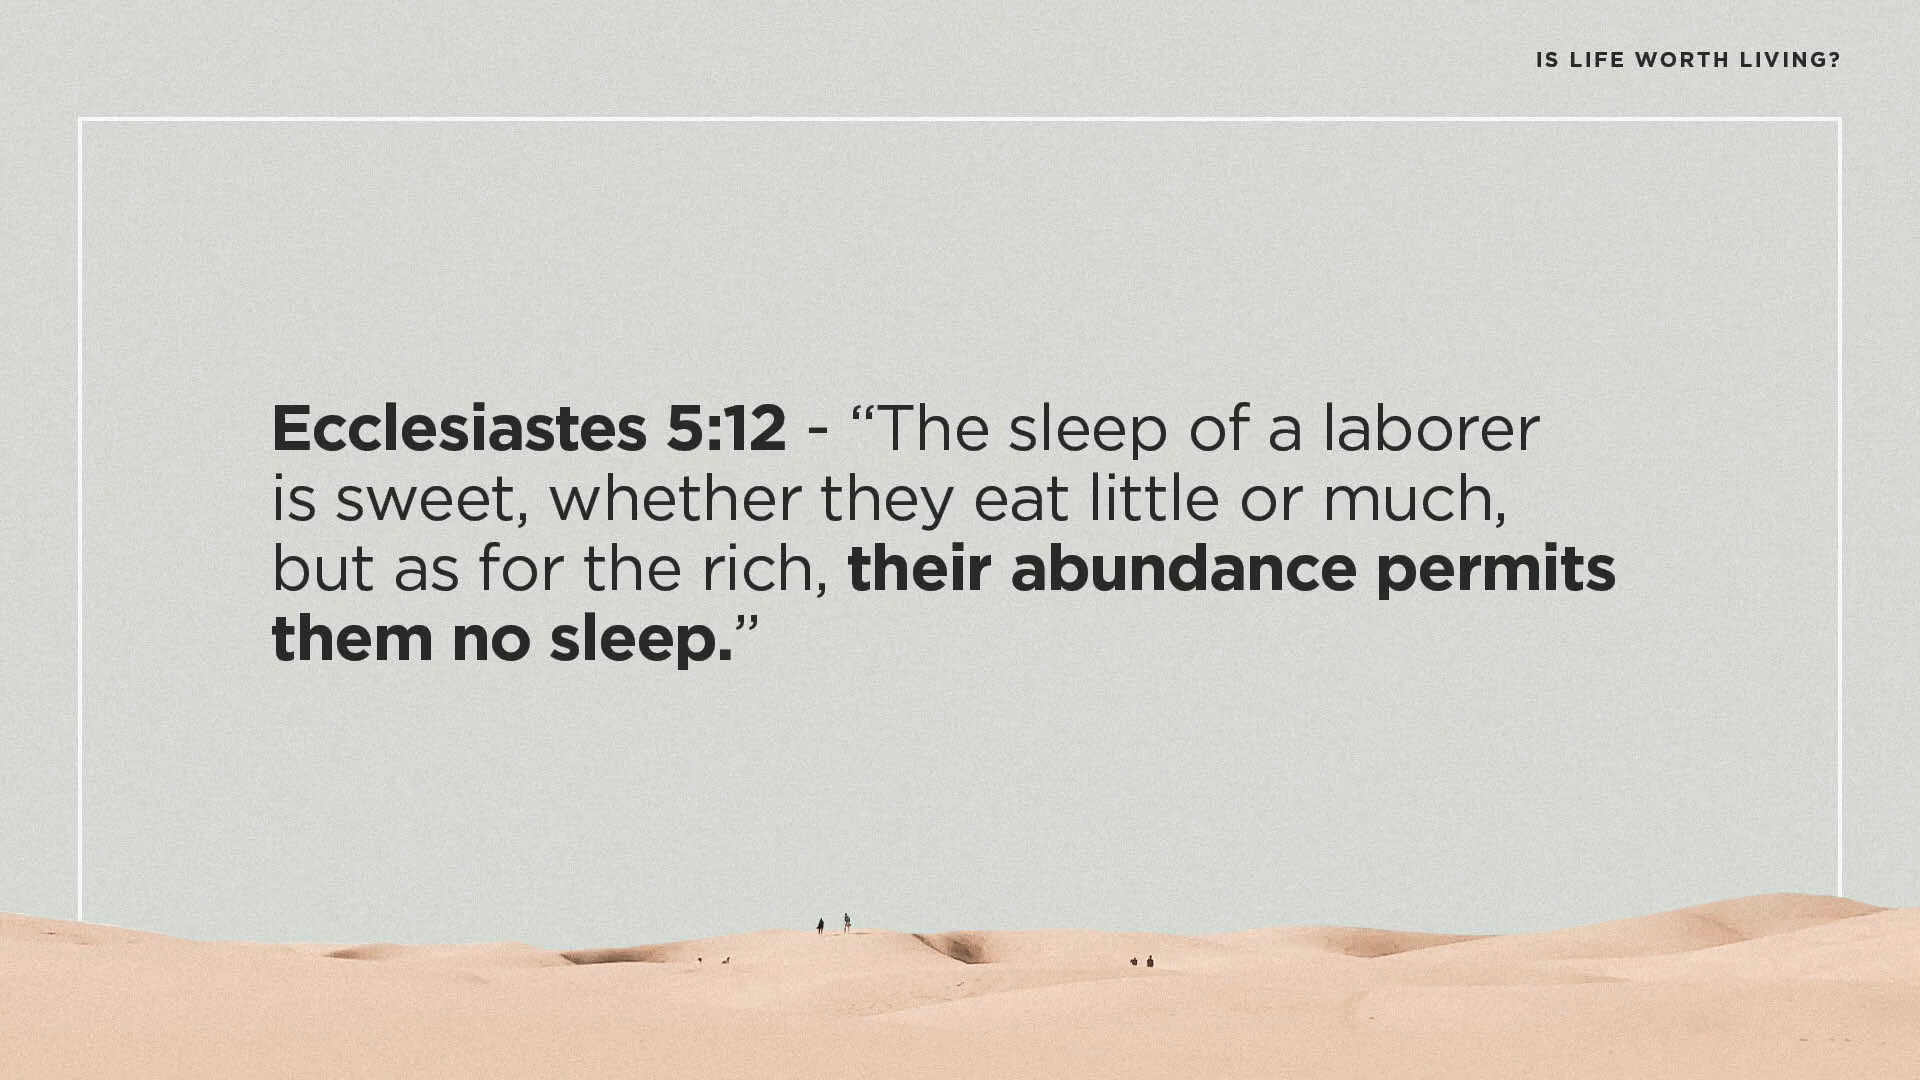 IS LIFE WORTH LIVING?
Ecclesiastes 5:12 - “The sleep of a laborer
is sweet, whether they eat little or much,
but as for the rich, their abundance permits
them no sleep.”